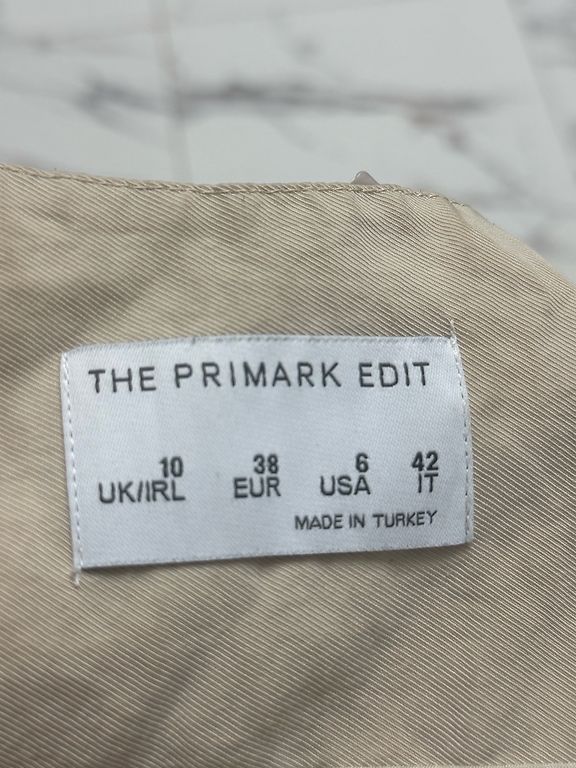 THE PRIMARK EDIT
10 38 6 42
UK/IRL EUR USA IT
MADE IN TURKEY